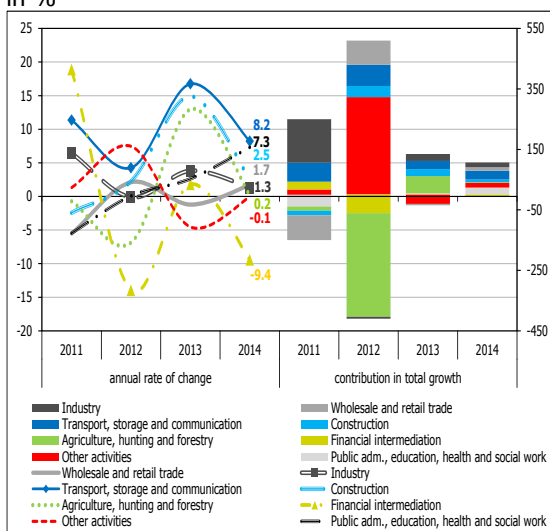 in %
25 550
20
15 350
10
8.2
7.3
5 2.5 150
1.7
1.3
0 0.2
-0.1 -50
-5
-10 -9.4 -250
-15
-20 -450
2011 2012 2013 2014 2011 2012 2013 2014
annual rate of change contribution in total growth
Industry Wholesale and retail trade
Transport, storage and communication Construction
Agriculture, hunting and forestry Financial intermediation
Other activities Public adm., education, health and social work
Wholesale and retail trade Industry
Transport, storage and communication Construction
Agriculture, hunting and forestry Financial intermediation
Other activities Public adm., education, health and social work